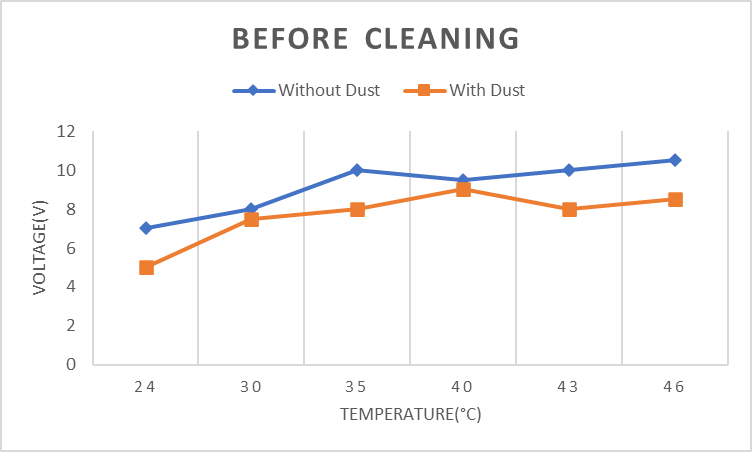 BEFORE CLEANING
Without Dust With Dust
12
10
8
6
4
2
0
VOLTAGE(V)
24 30 35 40 43 46
TEMPERATURE(°C)